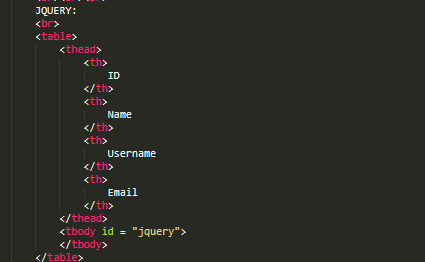 JQUERY:
<br>
<table>
<thead>
<th>
ID
</th>
<th>
Name
</th>
<th>
Username
</th>
<th>
Email
</th>
</thead>
<tbody id = "jquery">
</tbody>
</table>